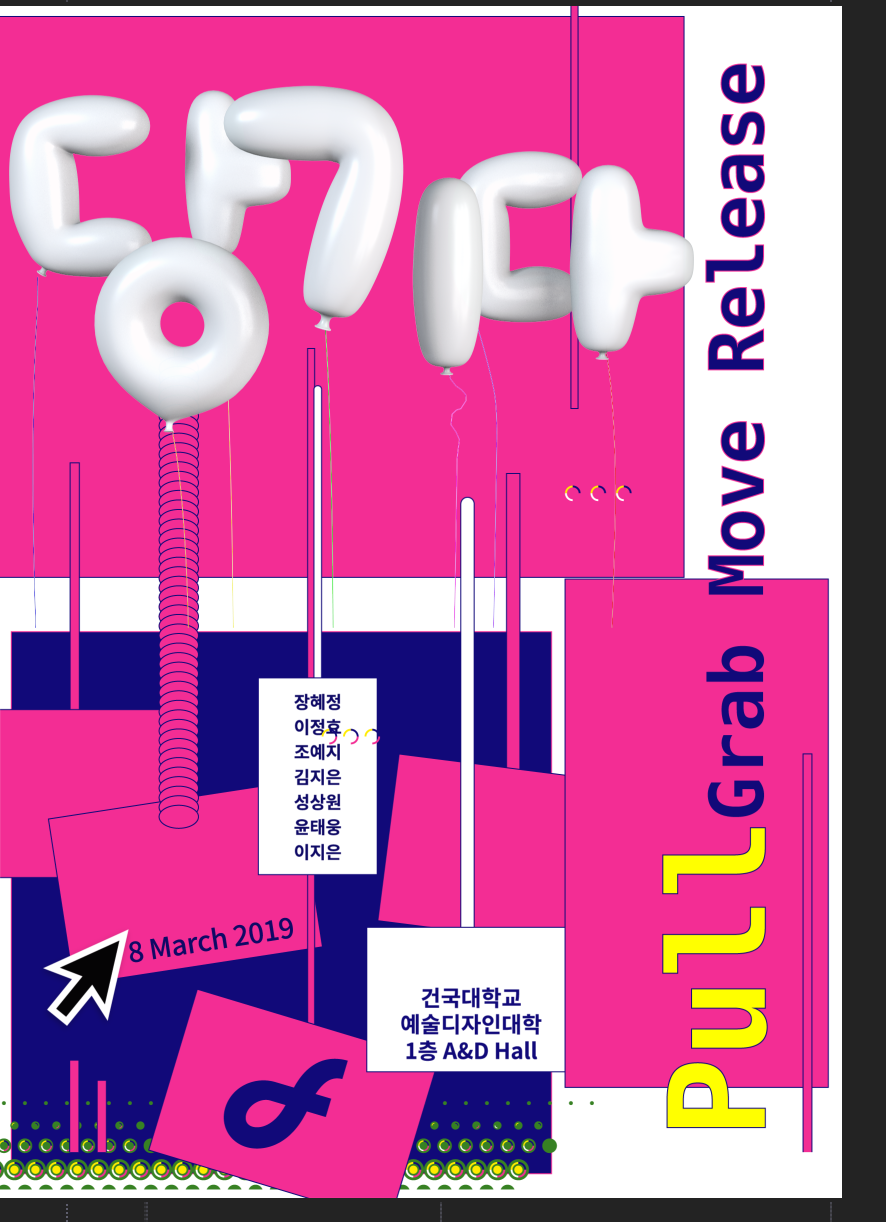 당기다
Pull
Grab Move Release
장혜정
이정효
조예지
김지은
성상원
윤태웅
이지은
8 March 2019
건국대학교
예술디자인대학
1층 A&D Hall